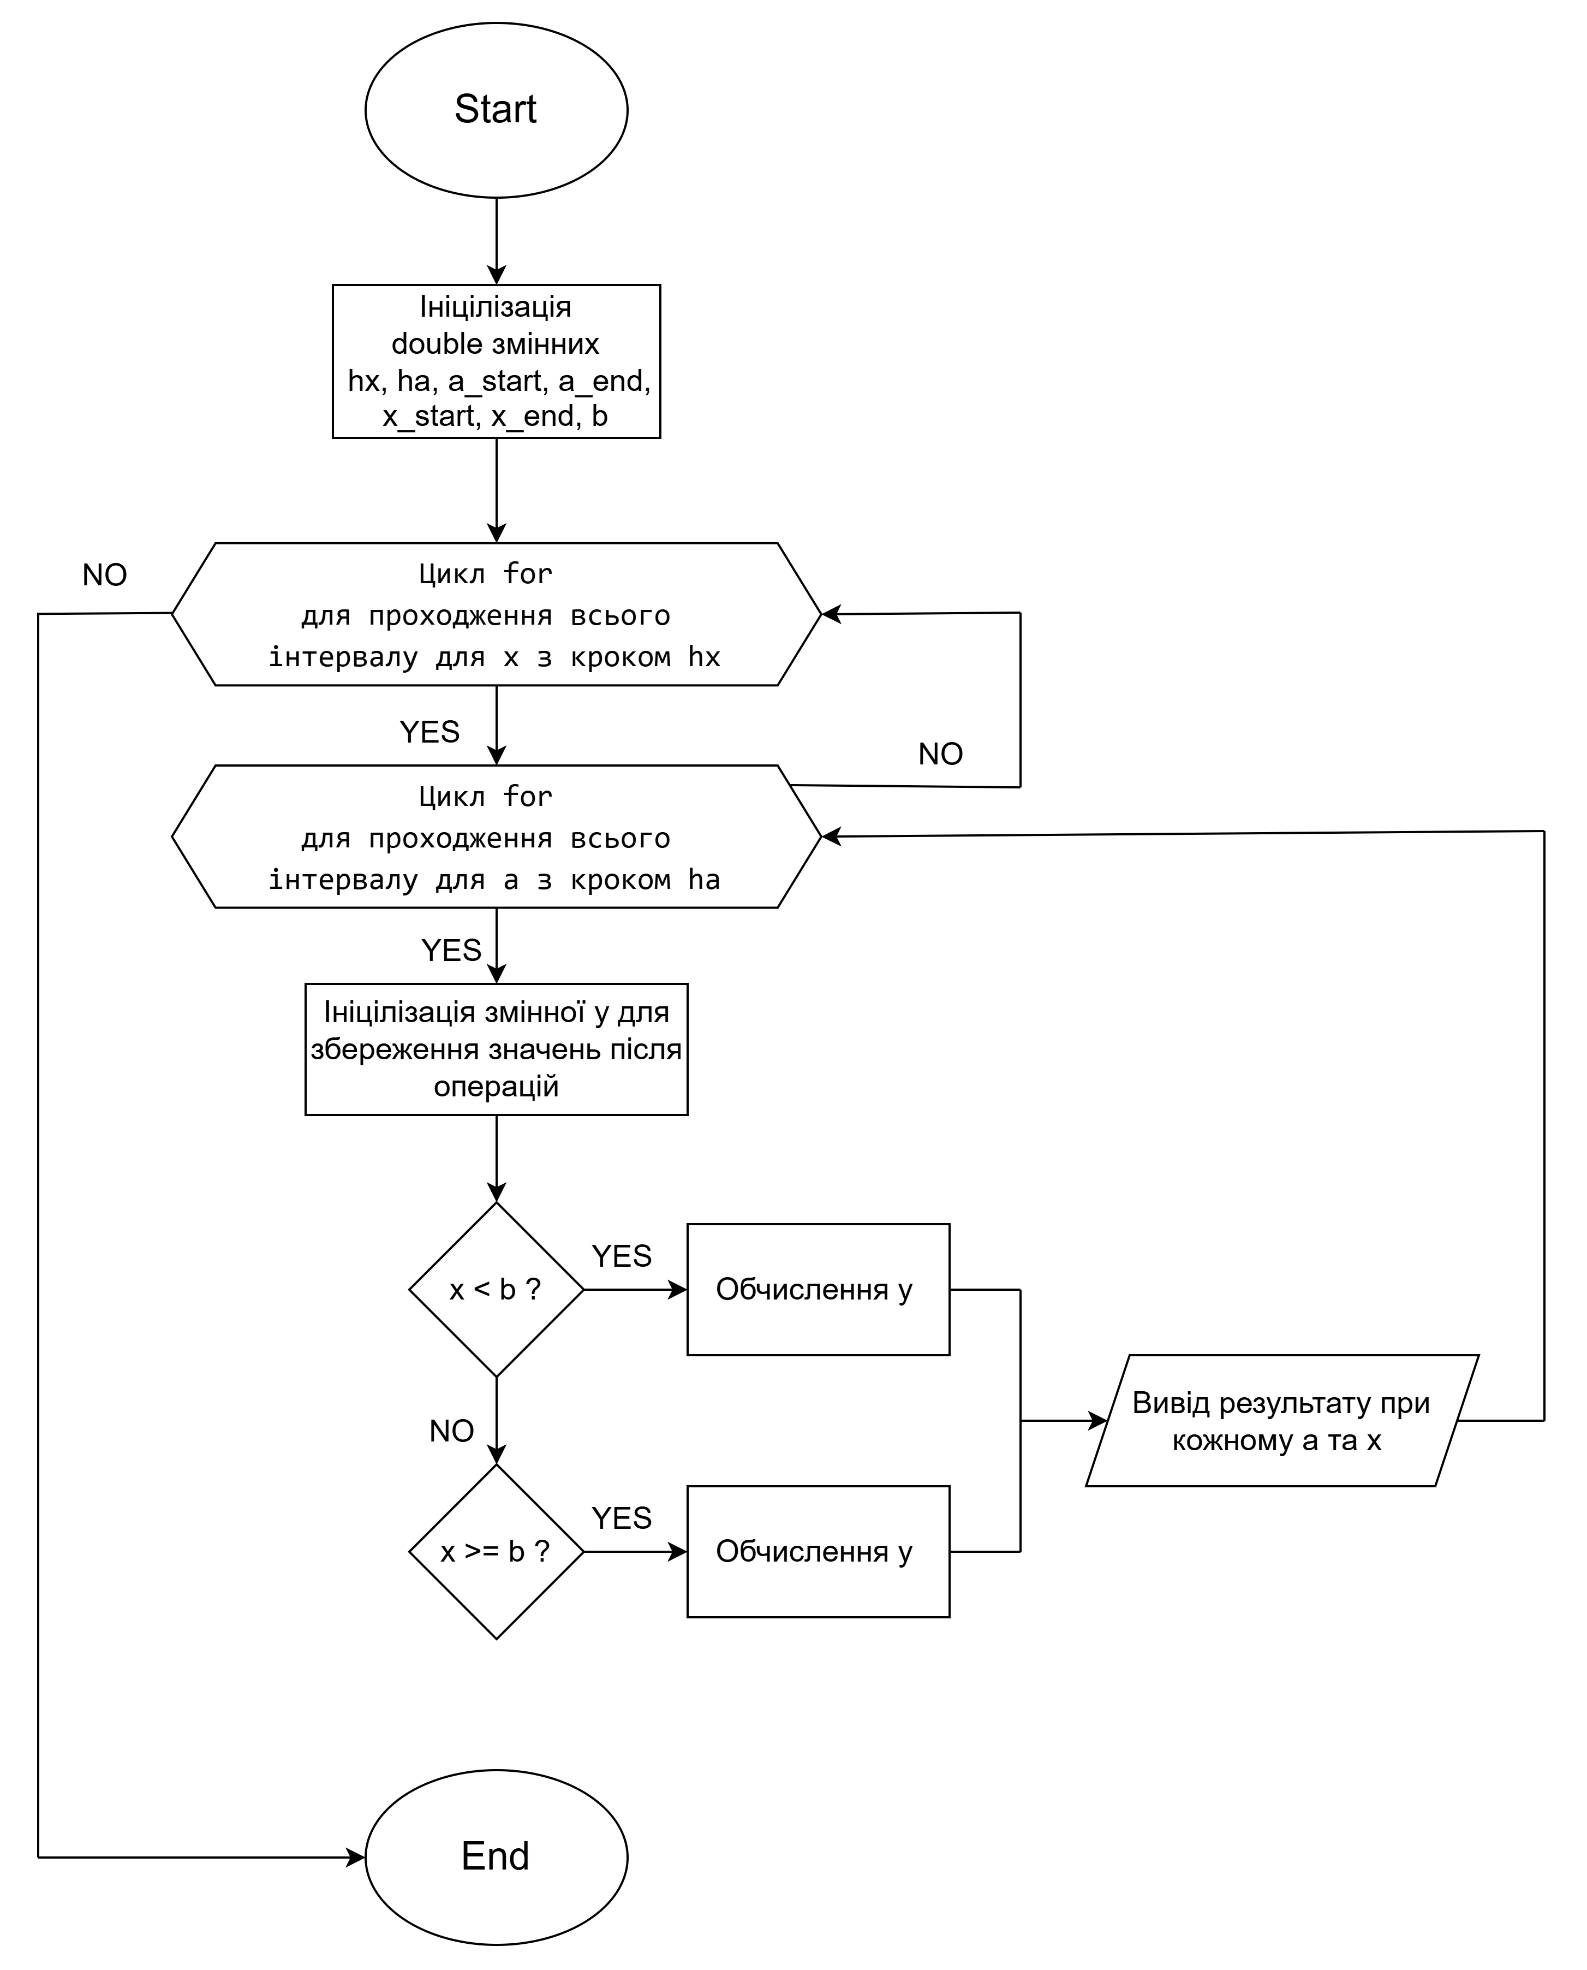 Start
Ініцілізація
double змінних
hx, ha, a_start, a_end,
x_start, x_end, b
NO
Цикл for
для проходження всього
інтервалу для x з кроком hx
YES
NO
Цикл for
для проходження всього
інтервалу для a з кроком ha
YES
Ініцілізація змінної y для
збереження значень після
операцій
x < b ?
YES
Обчислення y
NO
Вивід результату при
кожному a та x
x >= b ?
YES
Обчислення y
End